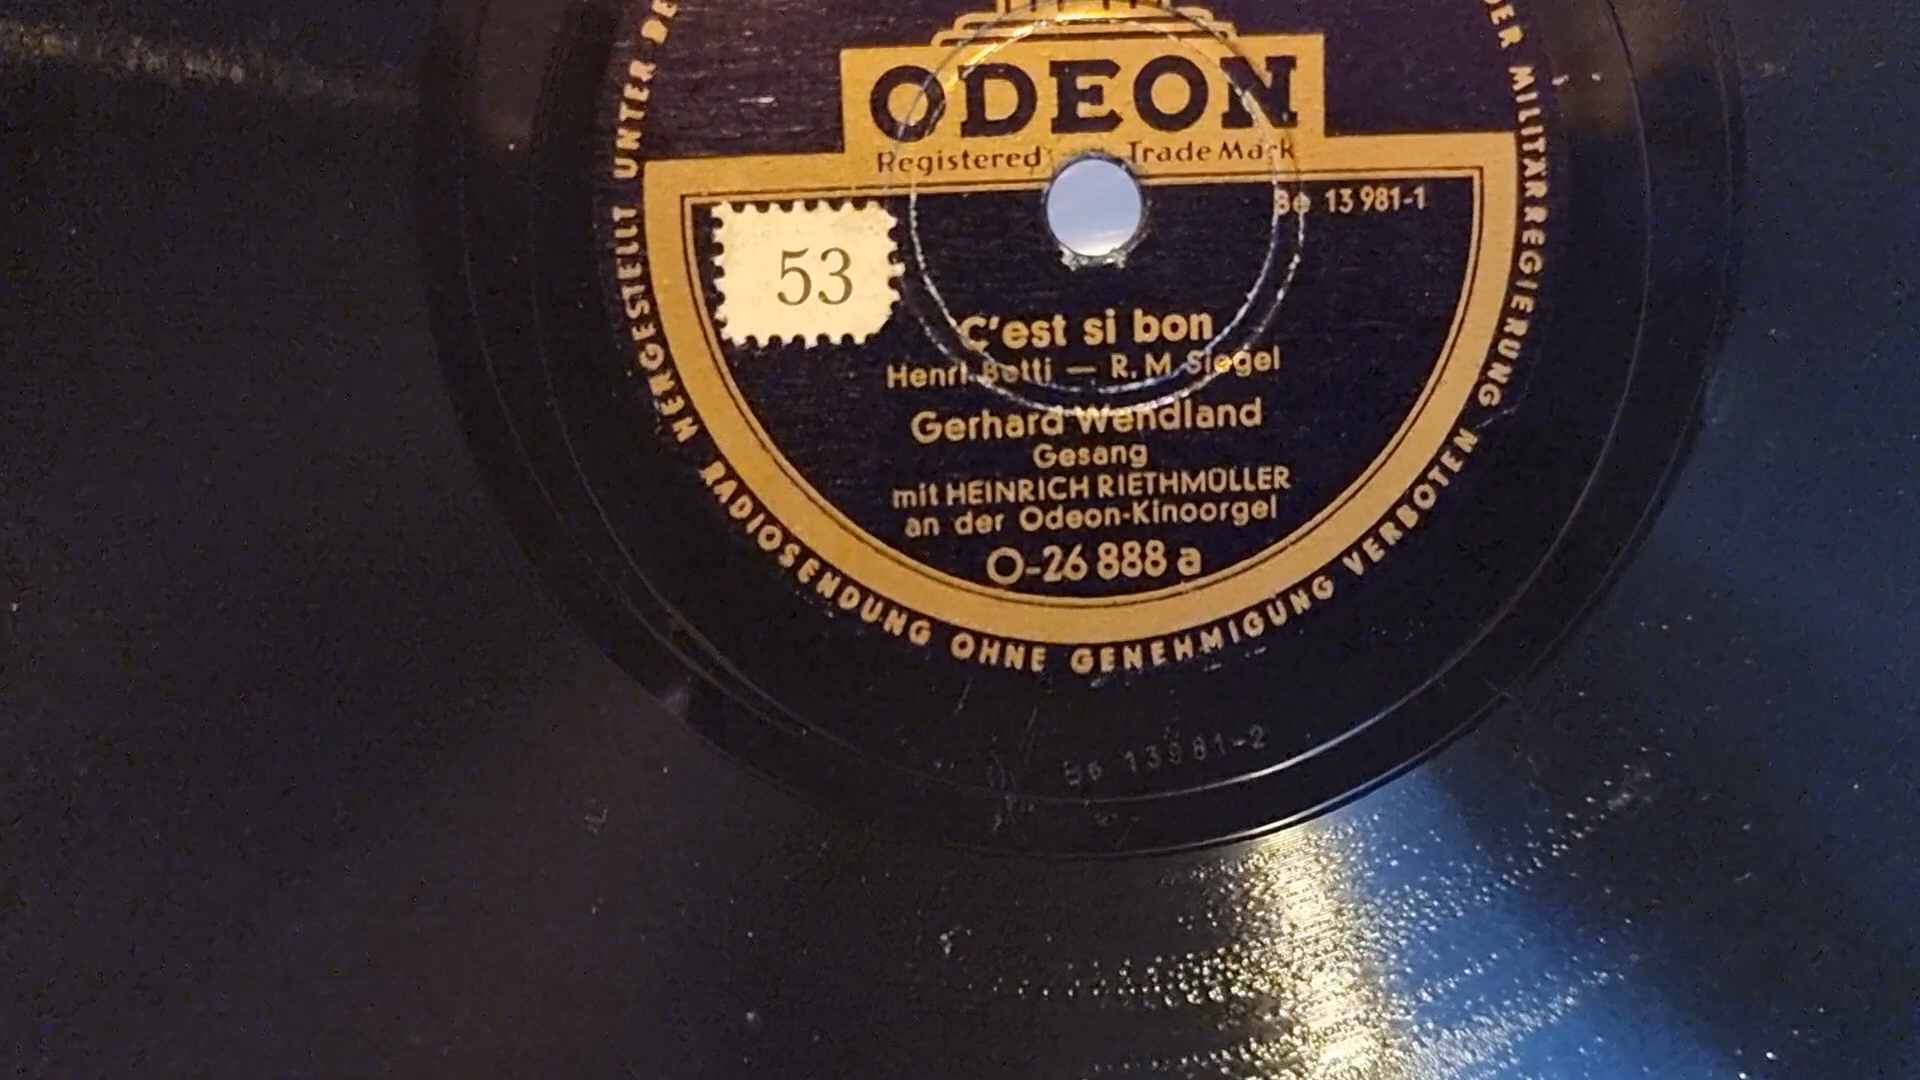 ODEON
Registered Trade Mark
Be 13 981-1
53
C'est si bon
Henri Betti — R. M. Siegel
Gerhard Wendland
Gesang
mit HEINRICH RIETHMÜLLER
an der Odeon-Kinoorgel
O-26 888 a
HERGESTELLT UNTER
DER MILITÄRREGIERUNG
RADIOSENDUNG OHNE GENEHMIGUNG VERBOTEN
Be 13981-2